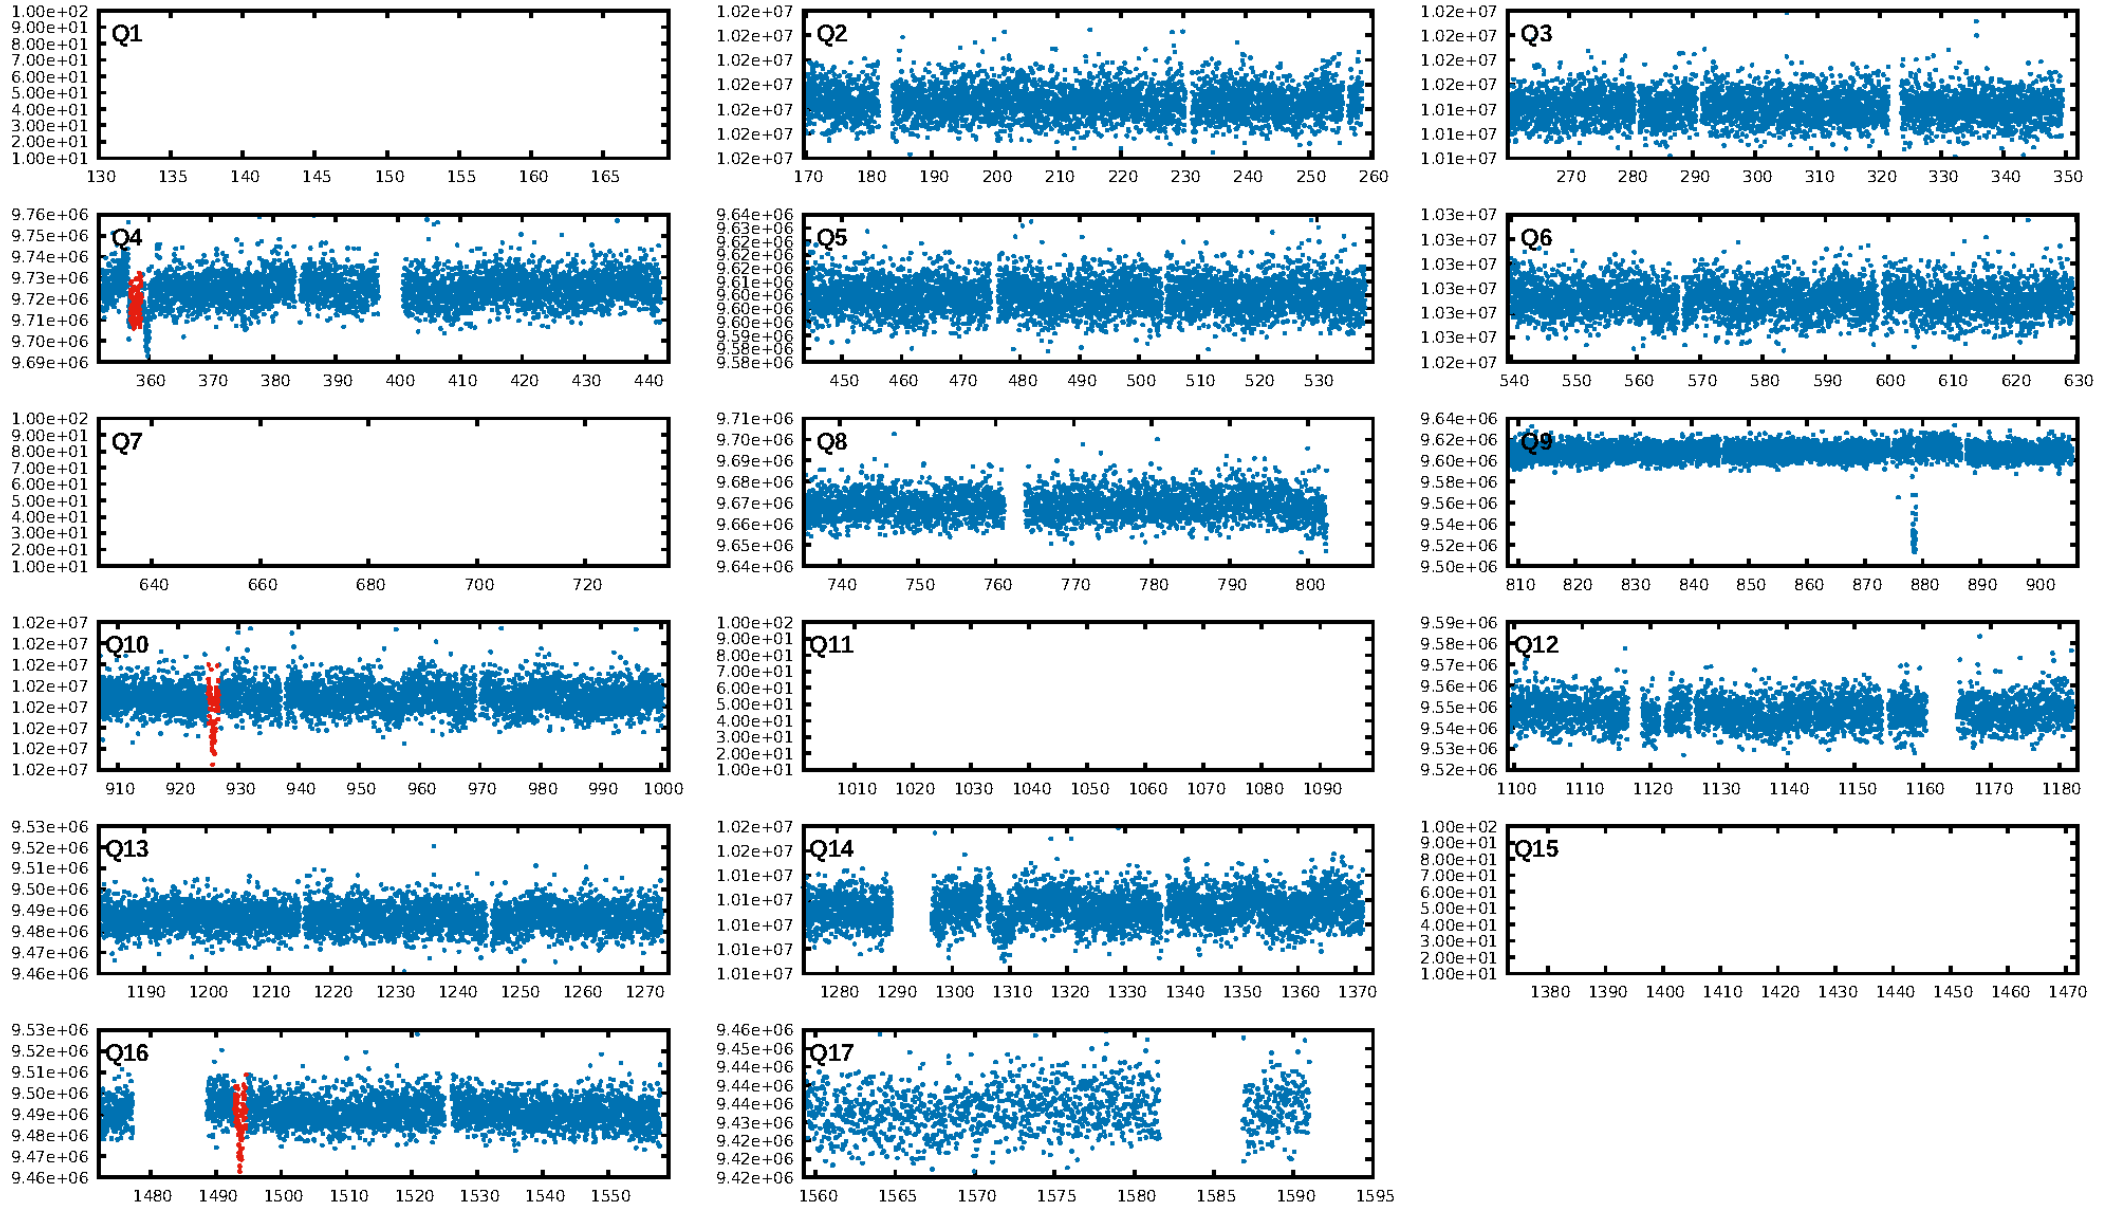 Q1
1.00e+02
9.00e+01
8.00e+01
7.00e+01
6.00e+01
5.00e+01
4.00e+01
3.00e+01
2.00e+01
1.00e+01
130 135 140 145 150 155 160 165
Q2
1.02e+07
1.02e+07
1.02e+07
1.02e+07
1.02e+07
1.02e+07
1.02e+07
170 180 190 200 210 220 230 240 250 260
Q3
1.02e+07
1.02e+07
1.02e+07
1.02e+07
1.01e+07
1.01e+07
1.01e+07
270 280 290 300 310 320 330 340 350
Q4
9.76e+06
9.75e+06
9.74e+06
9.73e+06
9.72e+06
9.71e+06
9.70e+06
9.69e+06
360 370 380 390 400 410 420 430 440
Q5
9.64e+06
9.63e+06
9.62e+06
9.62e+06
9.61e+06
9.61e+06
9.60e+06
9.60e+06
9.60e+06
9.59e+06
9.58e+06
9.58e+06
450 460 470 480 490 500 510 520 530
Q6
1.03e+07
1.03e+07
1.03e+07
1.03e+07
1.03e+07
1.03e+07
1.02e+07
540 550 560 570 580 590 600 610 620 630
Q7
1.00e+02
9.00e+01
8.00e+01
7.00e+01
6.00e+01
5.00e+01
4.00e+01
3.00e+01
2.00e+01
1.00e+01
640 660 680 700 720
Q8
9.71e+06
9.70e+06
9.69e+06
9.68e+06
9.67e+06
9.66e+06
9.65e+06
9.64e+06
740 750 760 770 780 790 800
Q9
9.64e+06
9.62e+06
9.60e+06
9.58e+06
9.56e+06
9.54e+06
9.52e+06
9.50e+06
810 820 830 840 850 860 870 880 890 900
Q10
1.02e+07
1.02e+07
1.02e+07
1.02e+07
1.02e+07
1.02e+07
1.02e+07
1.02e+07
910 920 930 940 950 960 970 980 990 1000
Q11
1.00e+02
9.00e+01
8.00e+01
7.00e+01
6.00e+01
5.00e+01
4.00e+01
3.00e+01
2.00e+01
1.00e+01
1010 1020 1030 1040 1050 1060 1070 1080 1090
Q12
9.59e+06
9.58e+06
9.57e+06
9.56e+06
9.55e+06
9.54e+06
9.53e+06
9.52e+06
1100 1110 1120 1130 1140 1150 1160 1170 1180
Q13
9.53e+06
9.52e+06
9.51e+06
9.50e+06
9.49e+06
9.48e+06
9.47e+06
9.46e+06
1190 1200 1210 1220 1230 1240 1250 1260 1270
Q14
1.02e+07
1.02e+07
1.01e+07
1.01e+07
1.01e+07
1.01e+07
1.01e+07
1280 1290 1300 1310 1320 1330 1340 1350 1360 1370
Q15
1.00e+02
9.00e+01
8.00e+01
7.00e+01
6.00e+01
5.00e+01
4.00e+01
3.00e+01
2.00e+01
1.00e+01
1380 1390 1400 1410 1420 1430 1440 1450 1460 1470
Q16
9.53e+06
9.52e+06
9.51e+06
9.50e+06
9.49e+06
9.48e+06
9.47e+06
9.46e+06
1480 1490 1500 1510 1520 1530 1540 1550
Q17
9.46e+06
9.45e+06
9.44e+06
9.44e+06
9.43e+06
9.43e+06
9.42e+06
9.42e+06
1560 1565 1570 1575 1580 1585 1590 1595